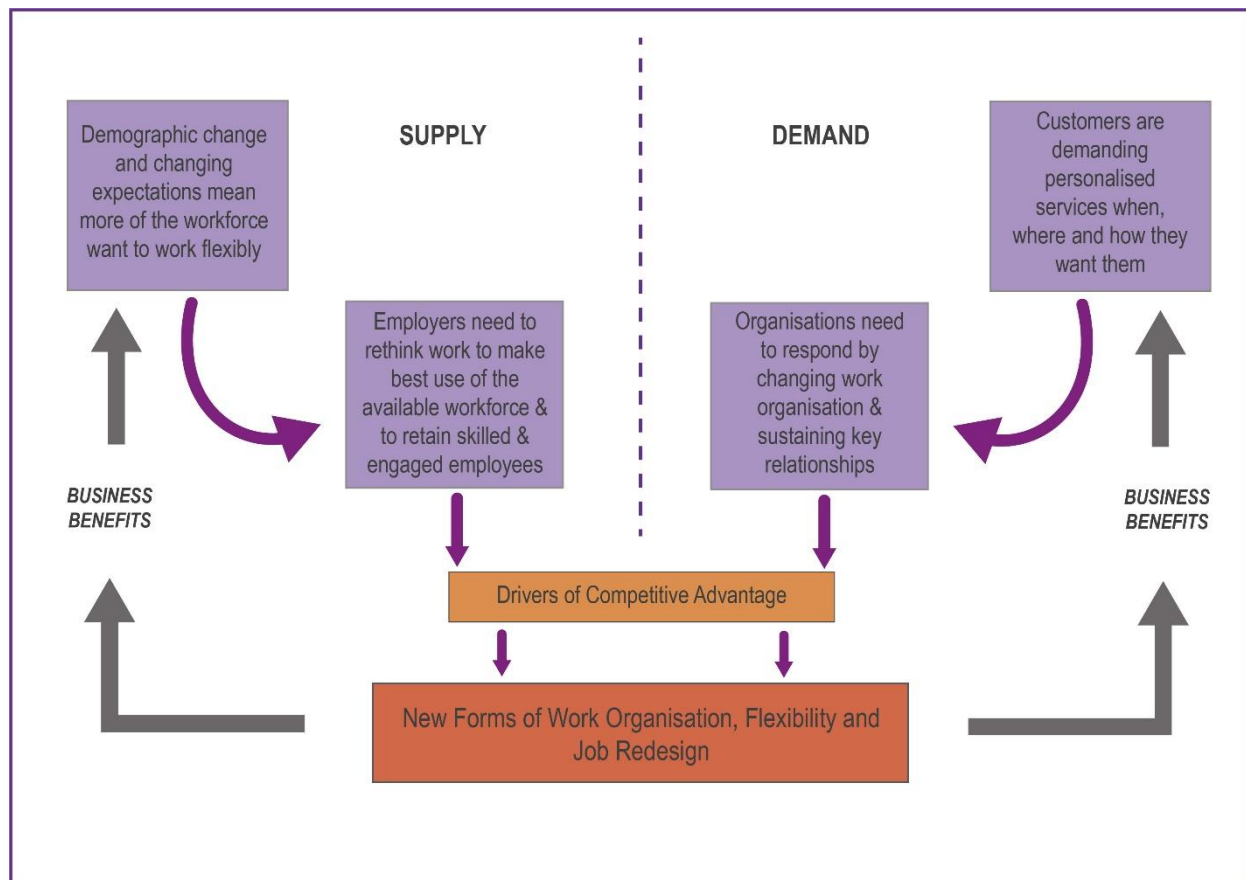 SUPPLY
DEMAND
Demographic change
and changing
expectations mean
more of the workforce
want to work flexibly
Customers are
demanding
personalised
services when,
where and how they
want them
Employers need to
rethink work to make
best use of the
available workforce &
to retain skilled &
engaged employees
Organisations need
to respond by
changing work
organisation &
sustaining key
relationships
BUSINESS
BENEFITS
BUSINESS
BENEFITS
Drivers of Competitive Advantage
New Forms of Work Organisation, Flexibility and
Job Redesign